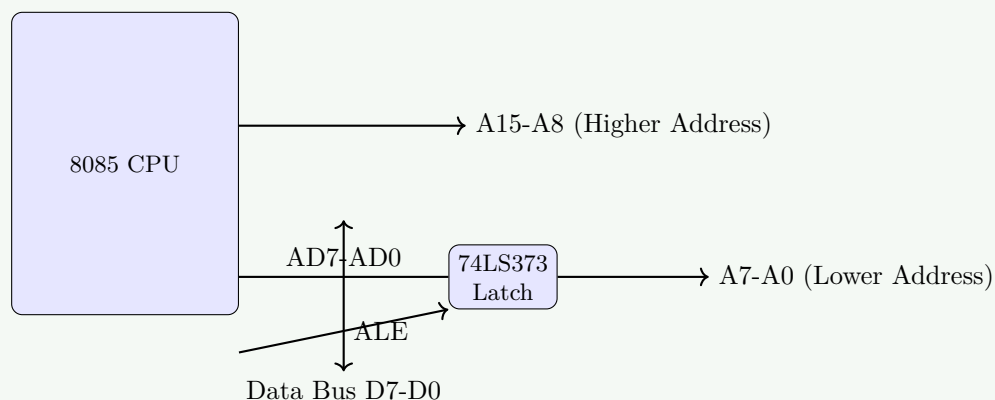 A15-A8 (Higher Address)
8085 CPU
AD7-AD0
74LS373
Latch
A7-A0 (Lower Address)
ALE
Data Bus D7-D0